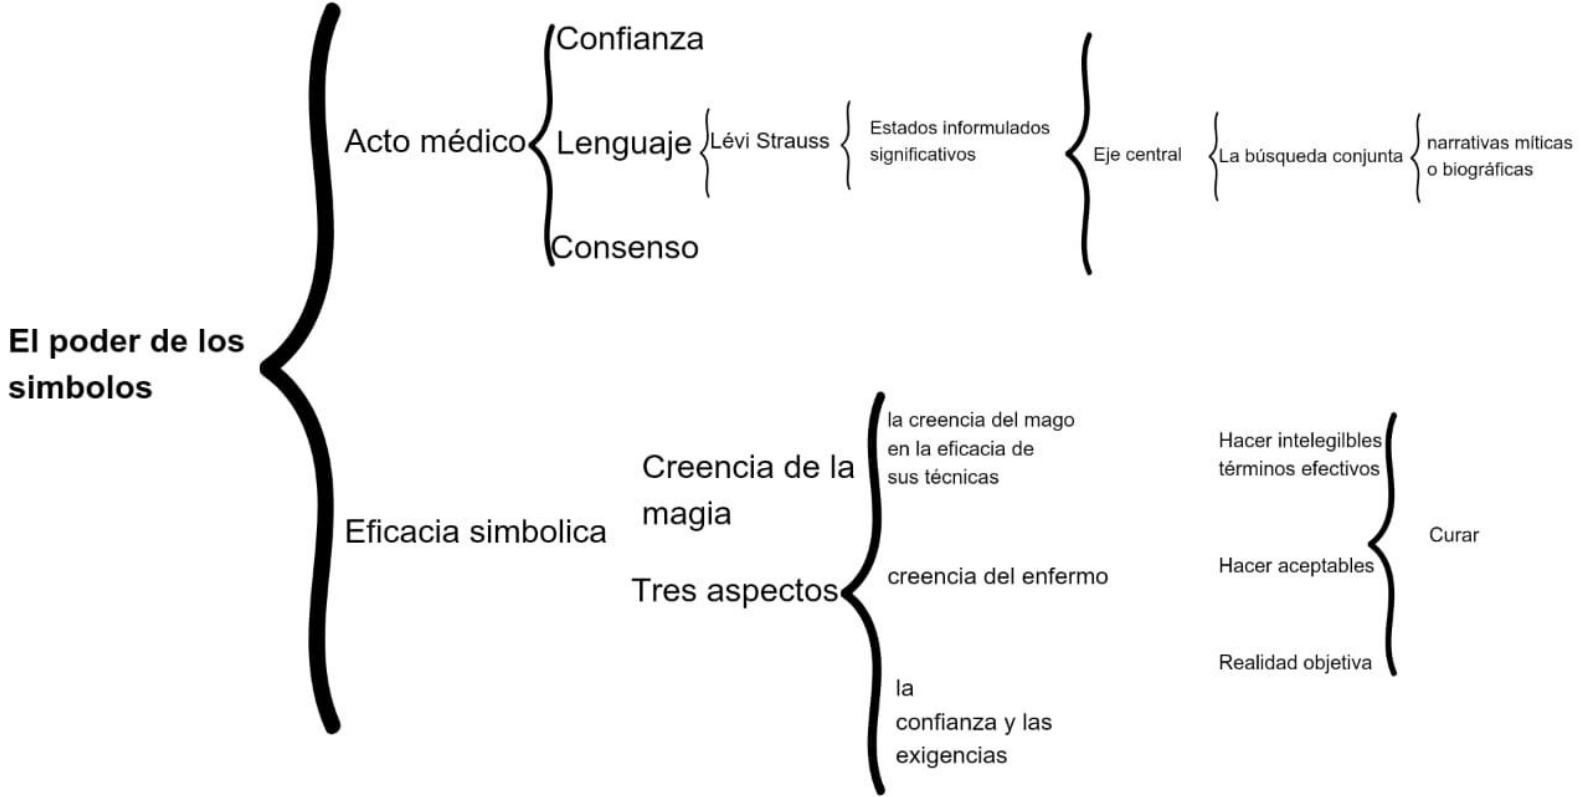 El poder de los
simbolos
Acto médico
Confianza
Lenguaje
Consenso
Lévi Strauss
Estados informulados
significativos
Eje central
La búsqueda conjunta
narrativas míticas
o biográficas
Eficacia simbolica
Creencia de la
magia
Tres aspectos
la creencia del mago
en la eficacia de
sus técnicas
creencia del enfermo
la
confianza y las
exigencias
Hacer intelegilbles
términos efectivos
Hacer aceptables
Realidad objetiva
Curar